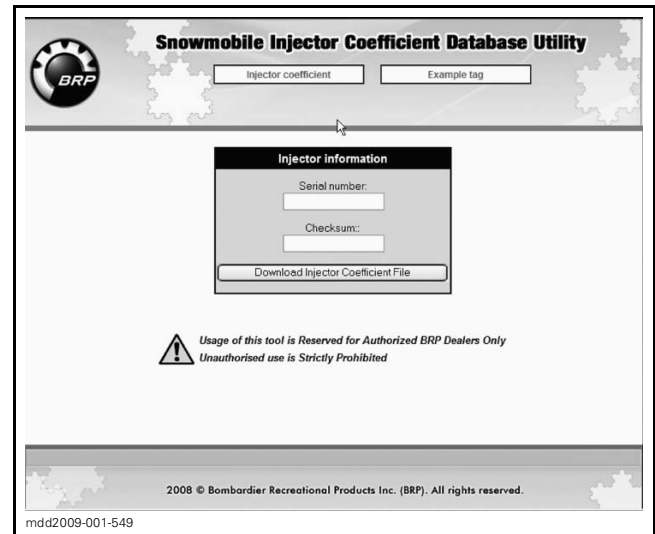 Snowmobile Injector Coefficient Database Utility
BRP
Injector coefficient
Example tag
Injector information
Serial number:
Checksum::
Download Injector Coefficient File
Usage of this tool is Reserved for Authorized BRP Dealers Only
Unauthorised use is Strictly Prohibited
2008 © Bombardier Recreational Products Inc. (BRP). All rights reserved.
mdd2009-001-549